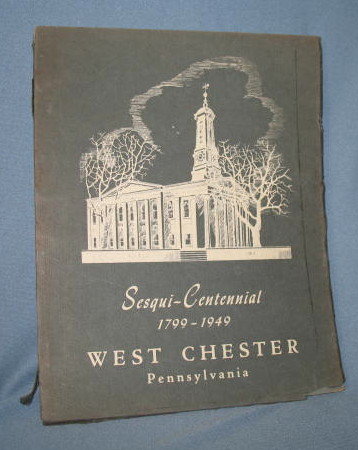 Sesqui-Centennial
1799-1949
WEST CHESTER
Pennsylvania